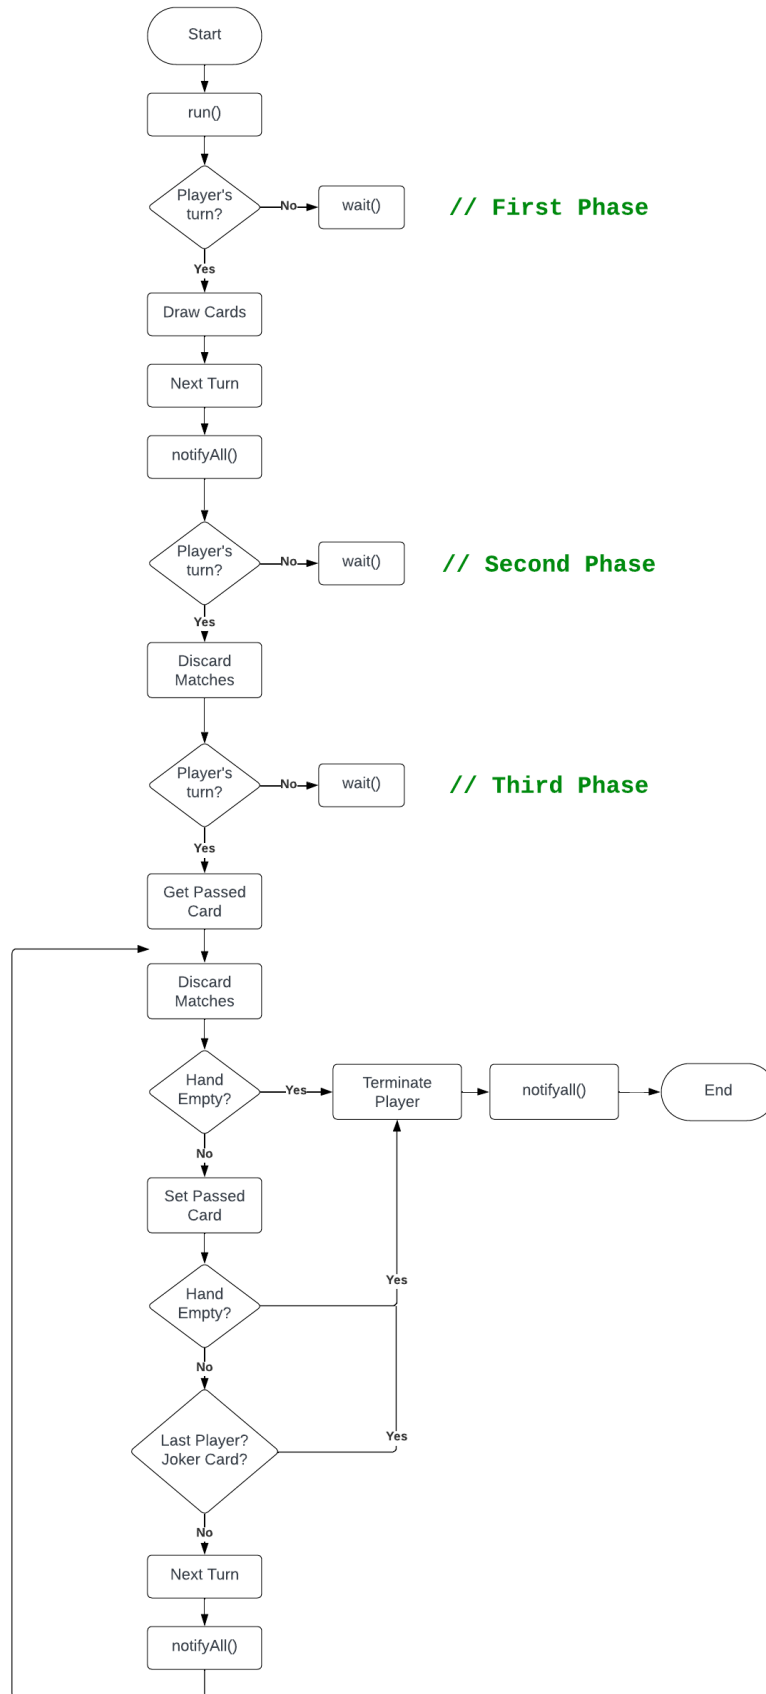 Start
run()
Player's
turn?
No
wait()
// First Phase
Yes
Draw Cards
Next Turn
notifyAll()
Player's
turn?
No
wait()
// Second Phase
Yes
Discard
Matches
Player's
turn?
No
wait()
// Third Phase
Yes
Get Passed
Card
Discard
Matches
Hand
Empty?
Yes
Terminate
Player
notifyall()
End
No
Set Passed
Card
Hand
Empty?
Yes
No
Last Player?
Joker Card?
Yes
No
Next Turn
notifyAll()